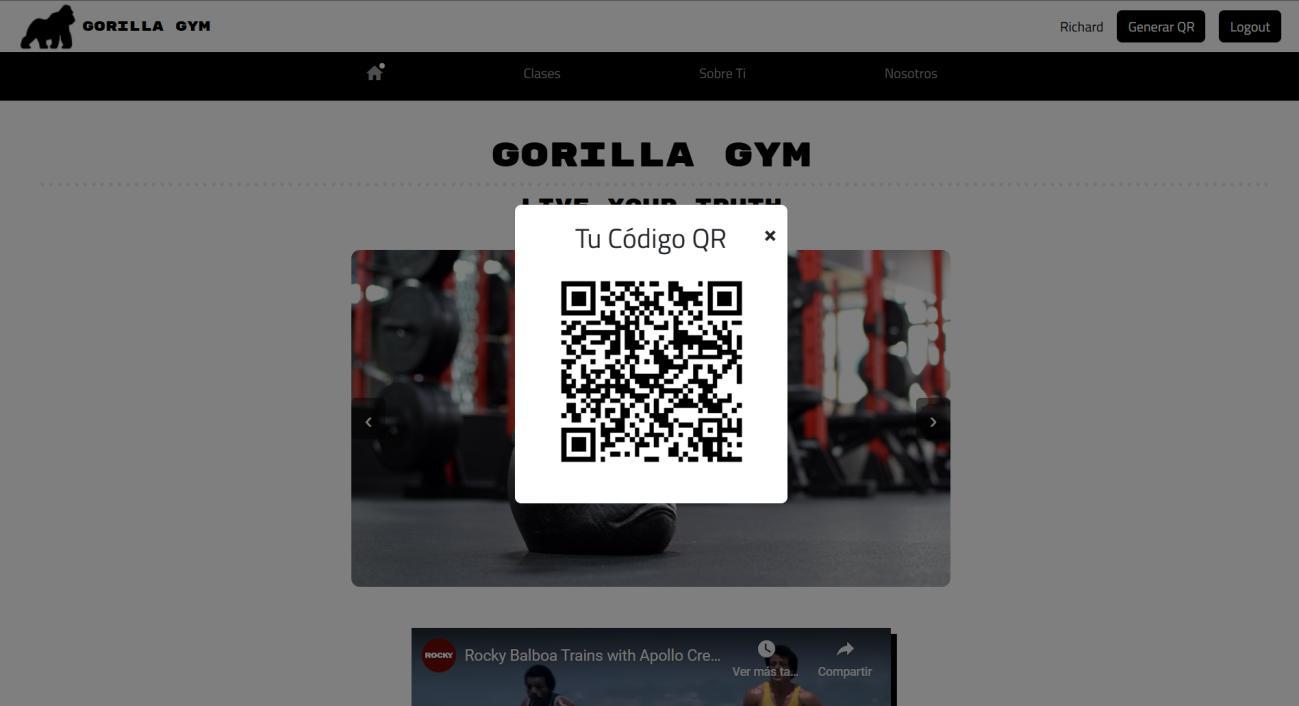 GORILLA GYM
Richard
Generar QR
Logout
Clases
Sobre Ti
Nosotros
GORILLA GYM
LIVE YOUR TRUTH
Tu Código QR
ROCKY
Rocky Balboa Trains with Apollo Cre...
Ver más ta...
Compartir